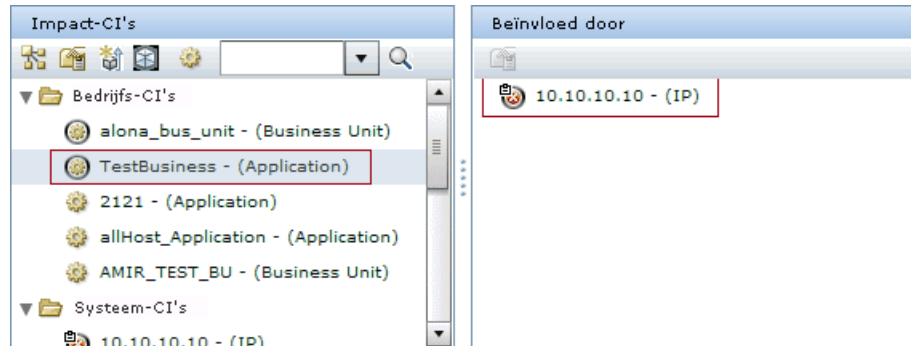 Impact-CI's
Bedrijfs-CI's
alona_bus_unit - (Business Unit)
TestBusiness - (Application)
2121 - (Application)
allHost_Application - (Application)
AMIR_TEST_BU - (Business Unit)
Systeem-CI's
10.10.10.10 - (IP)
Beïnvloed door
10.10.10.10 - (IP)